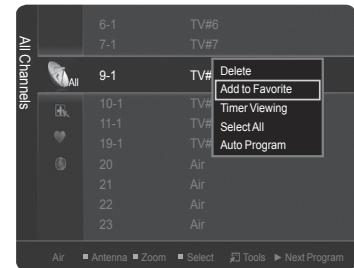 All Channels
6-1 TV#6
7-1 TV#7
All 9-1 TV#
10-1 TV#
11-1 TV#
19-1 TV#
20 Air
21 Air
22 Air
23 Air
Delete
Add to Favorite
Timer Viewing
Select All
Auto Program
Air Antenna Zoom Select Tools Next Program